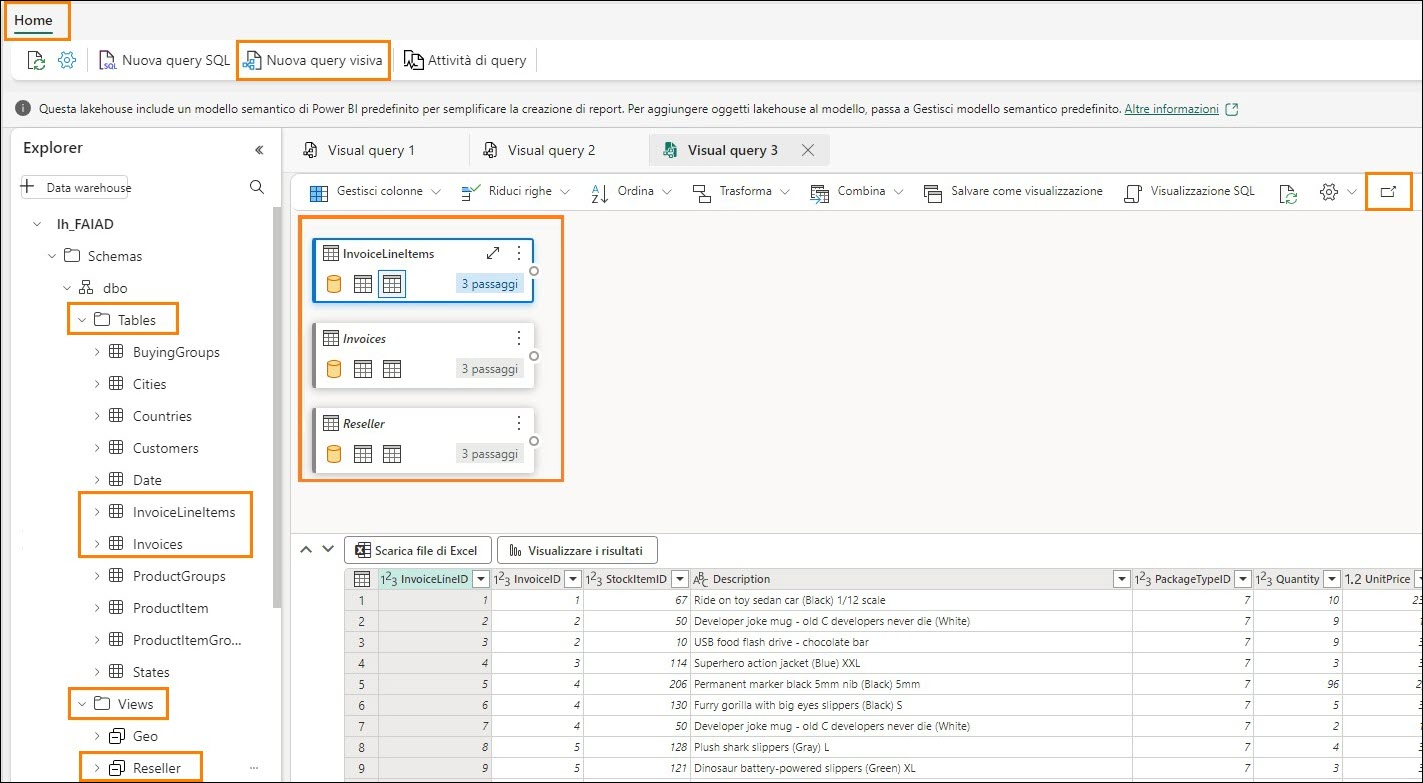 Home
Nuova query SQL Nuova query visiva Attività di query
Questa lakehouse include un modello semantico di Power BI predefinito per semplificare la creazione di report. Per aggiungere oggetti lakehouse al modello, passa a Gestisci modello semantico predefinito. Altre informazioni
Explorer
Data warehouse
lh_FAIAD
Schemas
dbo
Tables
BuyingGroups
Cities
Countries
Customers
Date
InvoiceLineItems
Invoices
ProductGroups
ProductItem
ProductItemGro...
States
Views
Geo
Reseller
Visual query 1 Visual query 2 Visual query 3
Gestisci colonne Riduci righe Ordina Trasforma Combina Salvare come visualizzazione Visualizzazione SQL
InvoiceLineItems
3 passaggi
Invoices
3 passaggi
Reseller
3 passaggi
Scarica file di Excel Visualizzare i risultati
InvoiceLineID InvoiceID StockItemID Description PackageTypeID Quantity 1.2 UnitPrice
1 1 1 67 Ride on toy sedan car (Black) 1/12 scale 7 10
2 2 2 50 Developer joke mug - old C developers never die (White) 7 9
3 3 2 10 USB food flash drive - chocolate bar 7 9
4 4 3 114 Superhero action jacket (Blue) XXL 7 3
5 5 4 206 Permanent marker black 5mm nib (Black) 5mm 7 96
6 6 4 130 Furry gorilla with big eyes slippers (Black) S 7 5
7 7 4 50 Developer joke mug - old C developers never die (White) 7 2
8 8 5 128 Plush shark slippers (Gray) L 7 4
9 9 5 121 Dinosaur battery-powered slippers (Green) XL 7 3